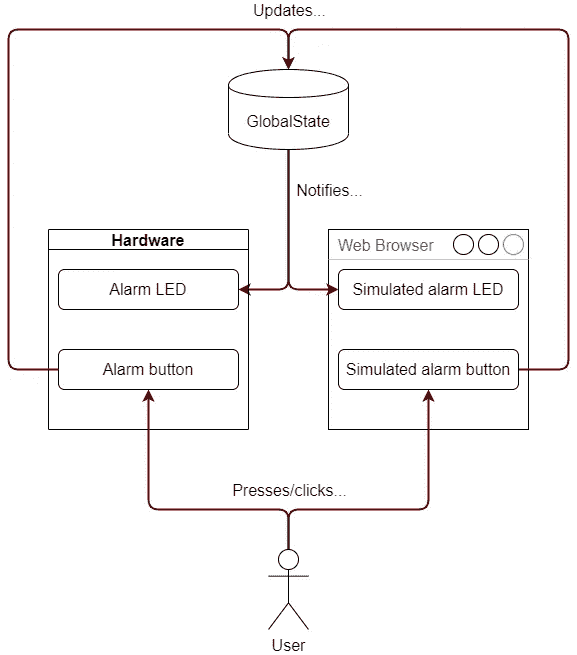 Updates...
GlobalState
Notifies...
Hardware
Web Browser
Alarm LED
Simulated alarm LED
Alarm button
Simulated alarm button
Presses/clicks...
User